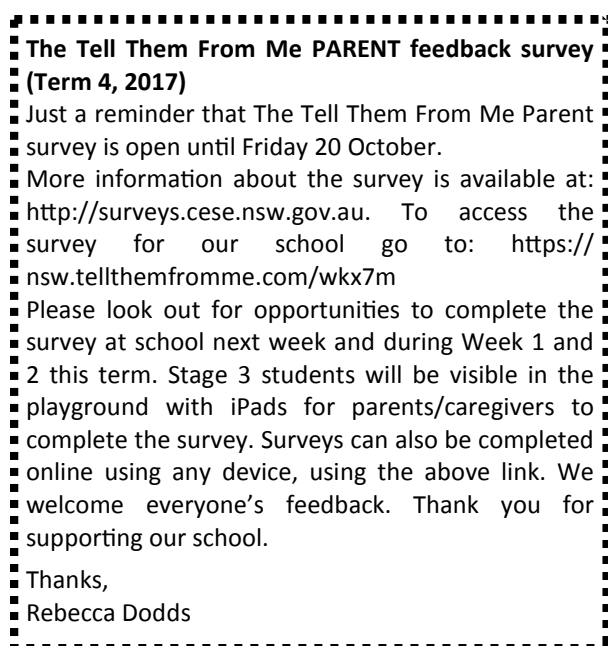 The Tell Them From Me PARENT feedback survey
(Term 4, 2017)
Just a reminder that The Tell Them From Me Parent
survey is open until Friday 20 October.
More information about the survey is available at:
http://surveys.cese.nsw.gov.au. To access the
survey for our school go to: https://
nsw.tellthemfromme.com/wkx7m
Please look out for opportunities to complete the
survey at school next week and during Week 1 and
2 this term. Stage 3 students will be visible in the
playground with iPads for parents/caregivers to
complete the survey. Surveys can also be completed
online using any device, using the above link. We
welcome everyone’s feedback. Thank you for
supporting our school.
Thanks,
Rebecca Dodds